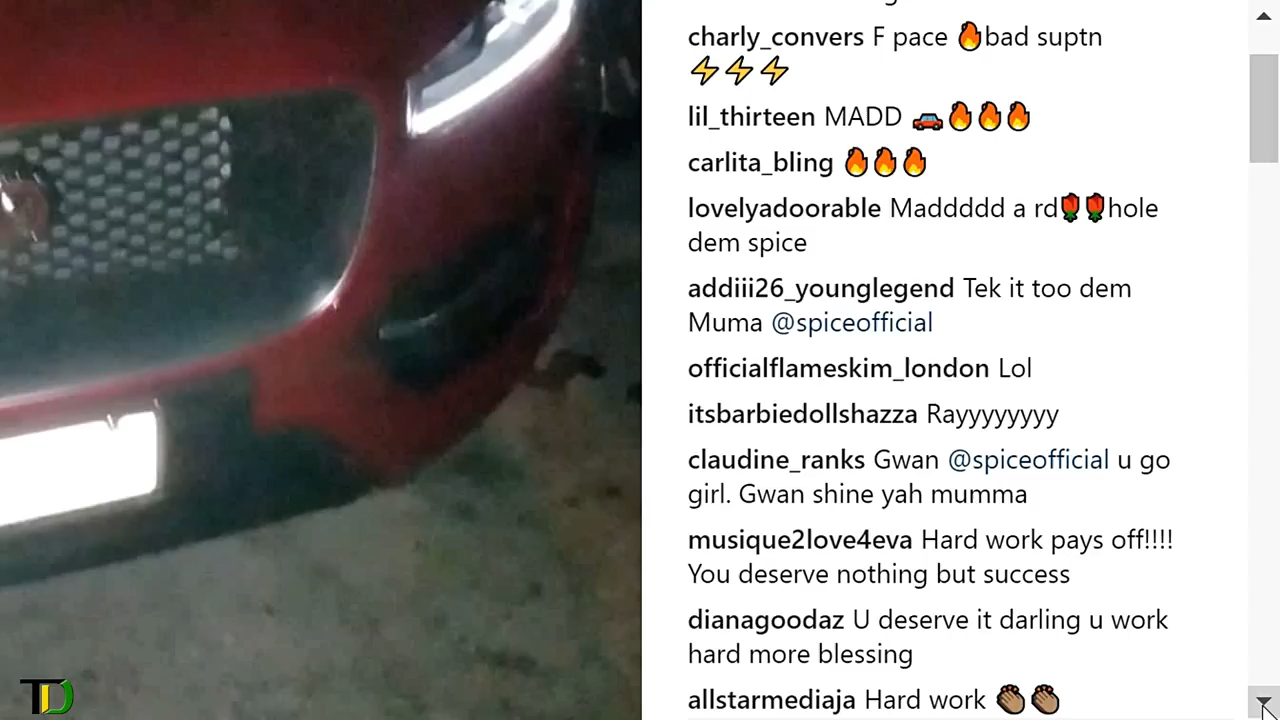 charly_convers F pace 🔥bad suptn
⚡⚡⚡
lil_thirteen MADD 🚗🔥🔥🔥
carlita_bling 🔥🔥🔥
lovelyadoorable Maddddd a rd🌹🌹hole
dem spice
addiii26_younglegend Tek it too dem
Muma @spiceofficial
officialflameskim_london Lol
itsbarbiedollshazza Rayyyyyyyy
claudine_ranks Gwan @spiceofficial u go
girl. Gwan shine yah mumma
musique2love4eva Hard work pays off!!!!
You deserve nothing but success
dianagoodaz U deserve it darling u work
hard more blessing
allstarmediaja Hard work 👏🏽👏🏽
TD